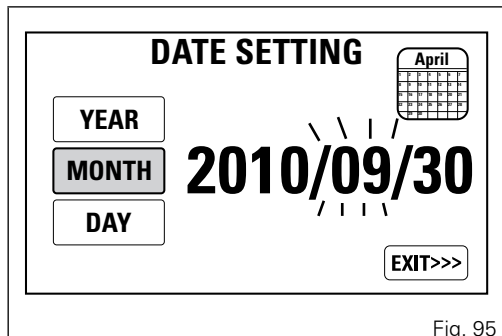 DATE SETTING
April
YEAR
MONTH
DAY
2010/09/30
EXIT>>>
Fig. 95